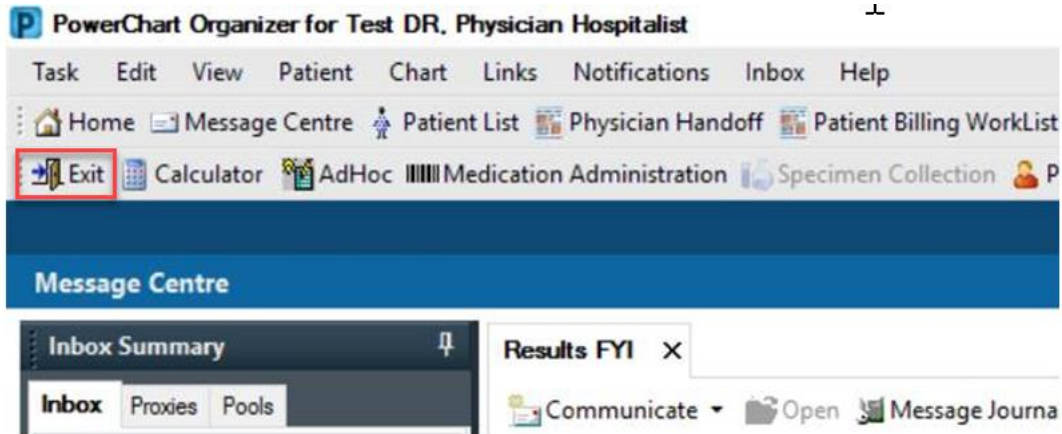 PowerChart Organizer for Test DR, Physician Hospitalist
Task Edit View Patient Chart Links Notifications Inbox Help
Home Message Centre Patient List Physician Handoff Patient Billing WorkList
Exit Calculator AdHoc Medication Administration Specimen Collection P
Message Centre
Inbox Summary
Results FYI X
Inbox Proxies Pools
Communicate Open Message Journa